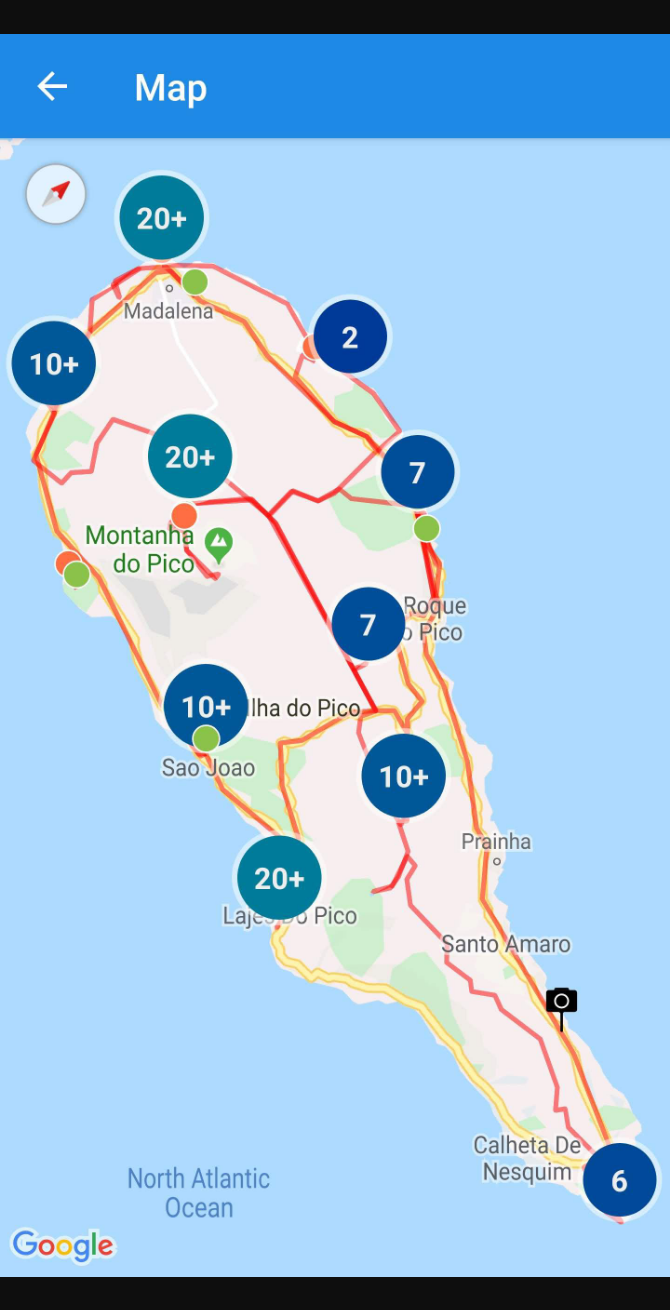 Map
20+
Madalena
2
10+
20+
7
Montanha
do Pico
Roque
o Pico
7
10+
lha do Pico
Sao Joao
10+
Prainha
20+
Lajes Do Pico
Santo Amaro
Calheta De
Nesquim
6
North Atlantic
Ocean
Google